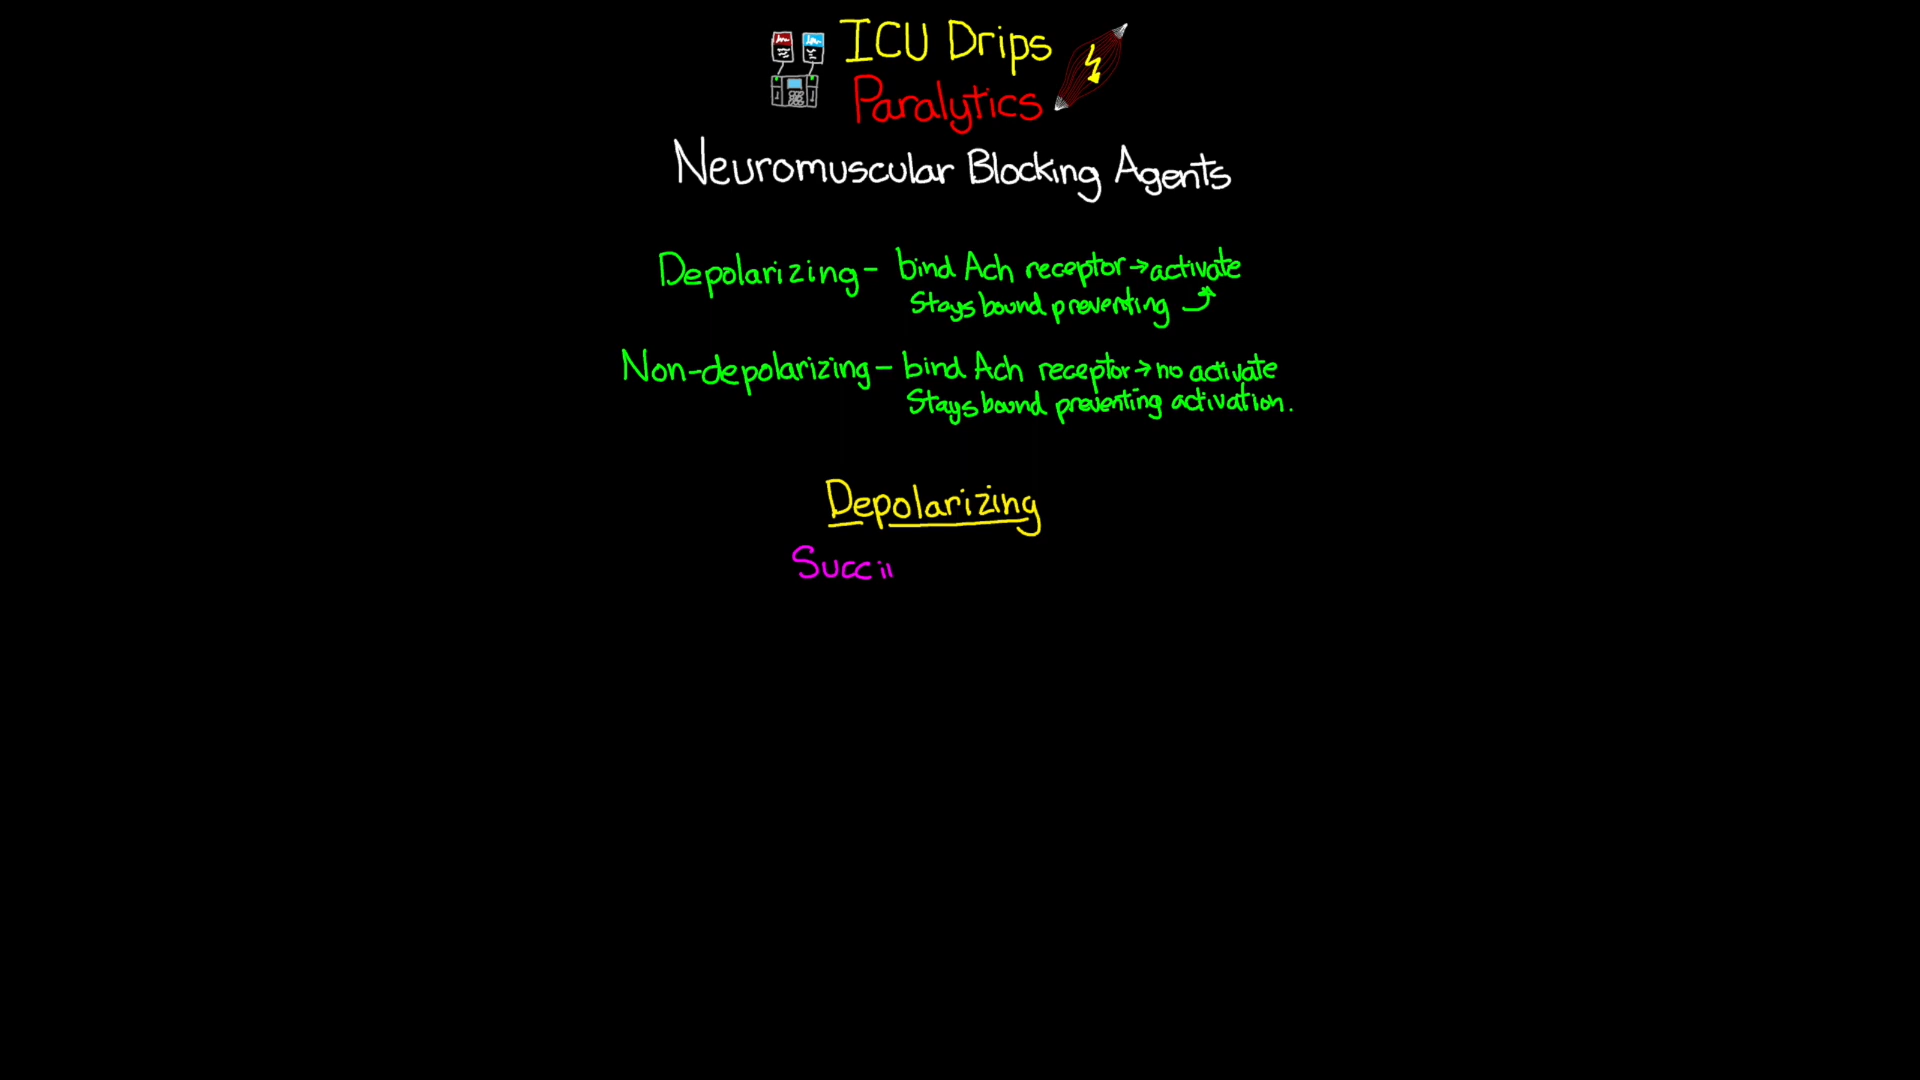 ICU Drips
Paralytics
Neuromuscular Blocking Agents
Depolarizing - bind Ach receptor → activate
Stays bound preventing
Non-depolarizing - bind Ach receptor → no activate
Stays bound preventing activation.
Depolarizing